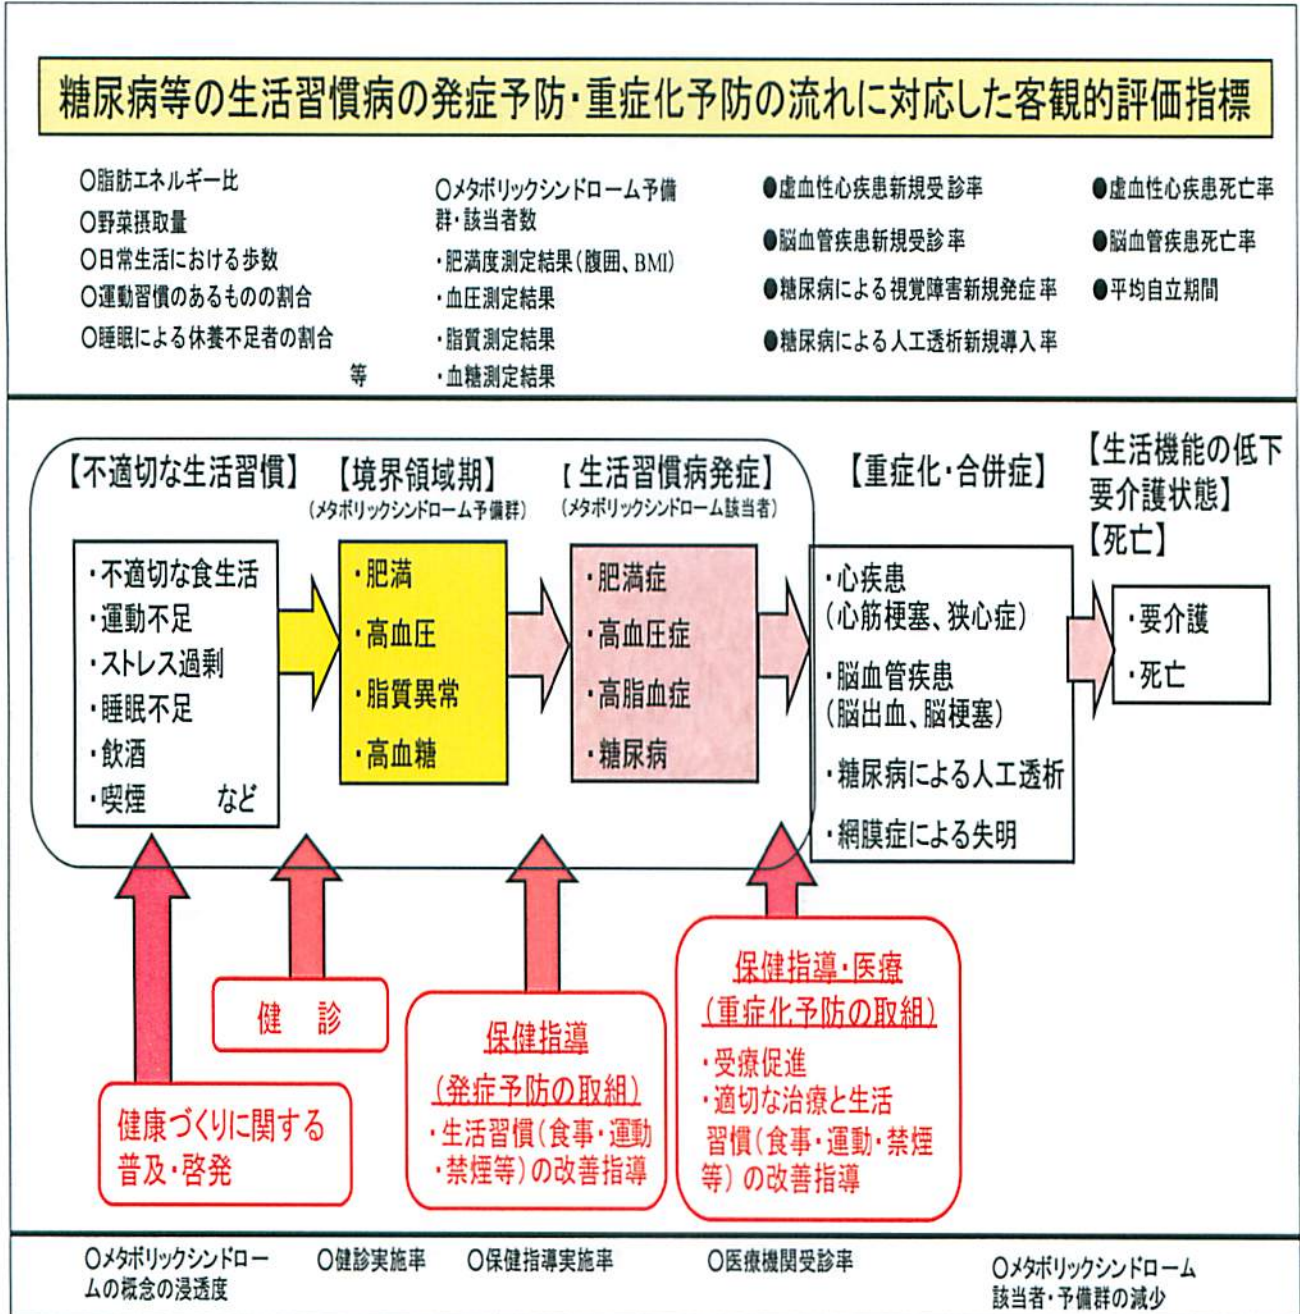 糖尿病等の生活習慣病の発症予防・重症化予防の流れに対応した客観的評価指標
〇脂肪エネルギー比
〇野菜摂取量
〇日常生活における歩数
〇運動習慣のあるものの割合
〇睡眠による休養不足者の割合
等
〇メタボリックシンドローム予備
群・該当者数
・肥満度測定結果(腹囲、BMI)
・血圧測定結果
・脂質測定結果
・血糖測定結果
●虚血性心疾患新規受診率
●脳血管疾患新規受診率
●糖尿病による視覚障害新規発症率
●糖尿病による人工透析新規導入率
●虚血性心疾患死亡率
●脳血管疾患死亡率
●平均自立期間
【不適切な生活習慣】
・不適切な食生活
・運動不足
・ストレス過剰
・睡眠不足
・飲酒
・喫煙 など
【境界領域期】
(メタボリックシンドローム予備群)
・肥満
・高血圧
・脂質異常
・高血糖
【生活習慣病発症】
(メタボリックシンドローム該当者)
・肥満症
・高血圧症
・高脂血症
・糖尿病
【重症化・合併症】
・心疾患
(心筋梗塞、狭心症)
・脳血管疾患
(脳出血、脳梗塞)
・糖尿病による人工透析
・網膜症による失明
【生活機能の低下
要介護状態】
【死亡】
・要介護
・死亡
健康づくりに関する
普及・啓発
健 診
保健指導
(発症予防の取組)
・生活習慣(食事・運動
・禁煙等)の改善指導
保健指導・医療
(重症化予防の取組)
・受療促進
・適切な治療と生活
習慣(食事・運動・禁煙
等)の改善指導
〇メタボリックシンドロー
ムの概念の浸透度
〇健診実施率
〇保健指導実施率
〇医療機関受診率
〇メタボリックシンドローム
該当者・予備群の減少